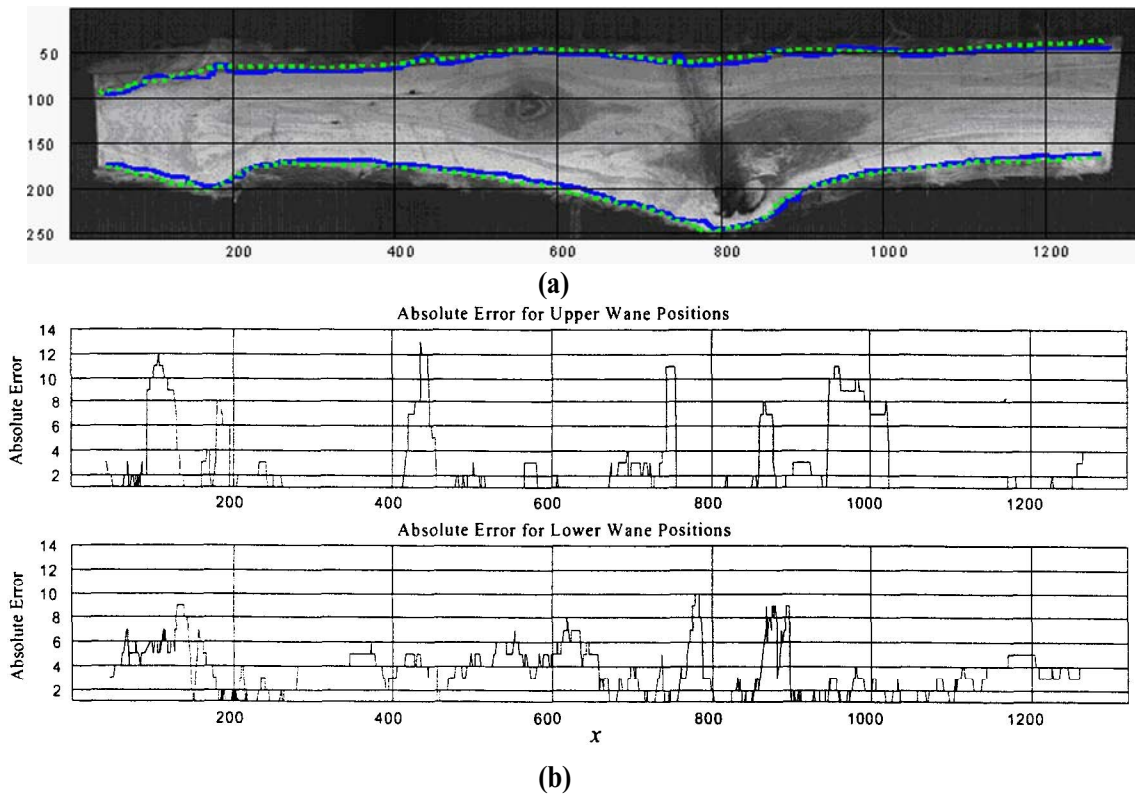 50
100
150
200
250
200 400 600 800 1000 1200
(a)
Absolute Error for Upper Wane Positions
Absolute Error
14
12
10
8
6
4
2
200 400 600 800 1000 1200
Absolute Error for Lower Wane Positions
Absolute Error
14
12
10
8
6
4
2
200 400 600 800 1000 1200
x
(b)